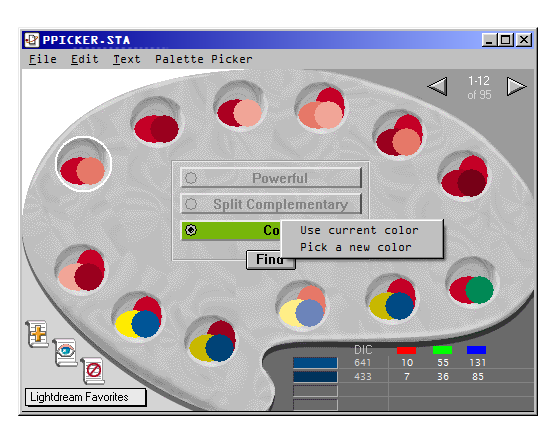 PPICKER-STA
File Edit Text Palette Picker
1-12
of 95
Powerful
Split Complementary
Co
Use current color
Pick a new color
Find
DIC
641 10 55 131
433 7 36 85
Lightdream Favorites